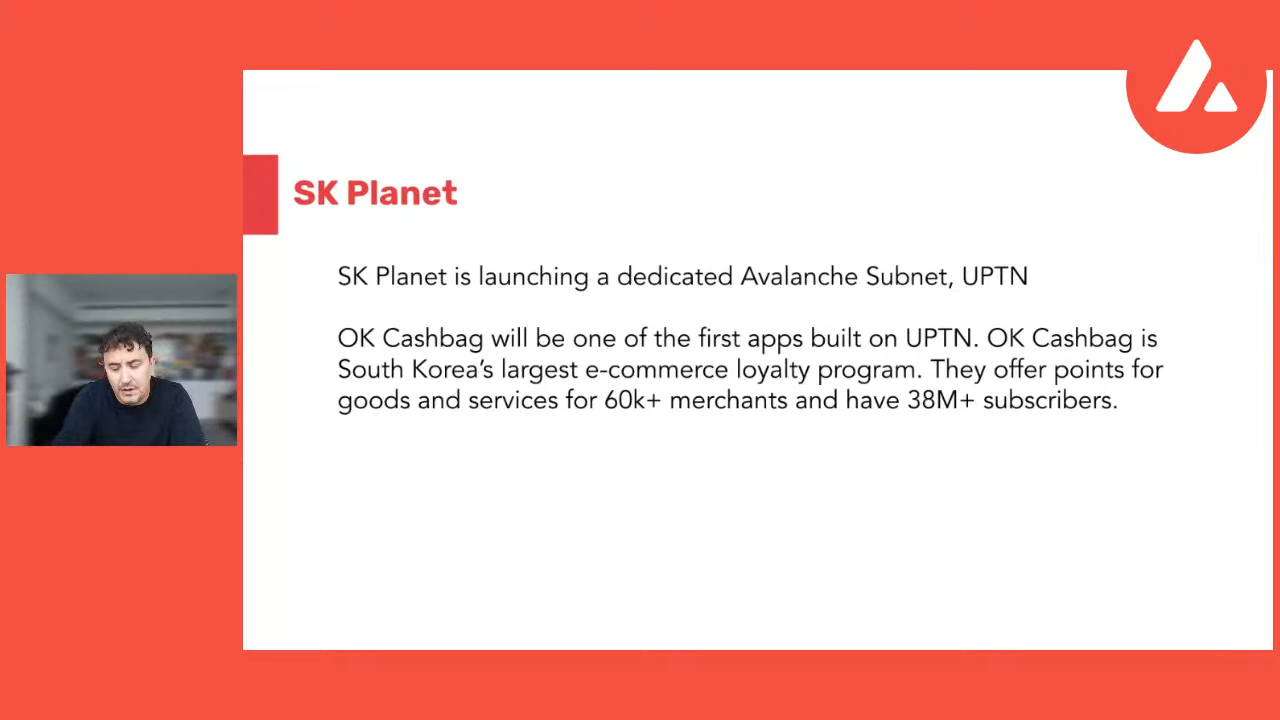 SK Planet
SK Planet is launching a dedicated Avalanche Subnet, UPTN
OK Cashbag will be one of the first apps built on UPTN. OK Cashbag is
South Korea’s largest e-commerce loyalty program. They offer points for
goods and services for 60k+ merchants and have 38M+ subscribers.